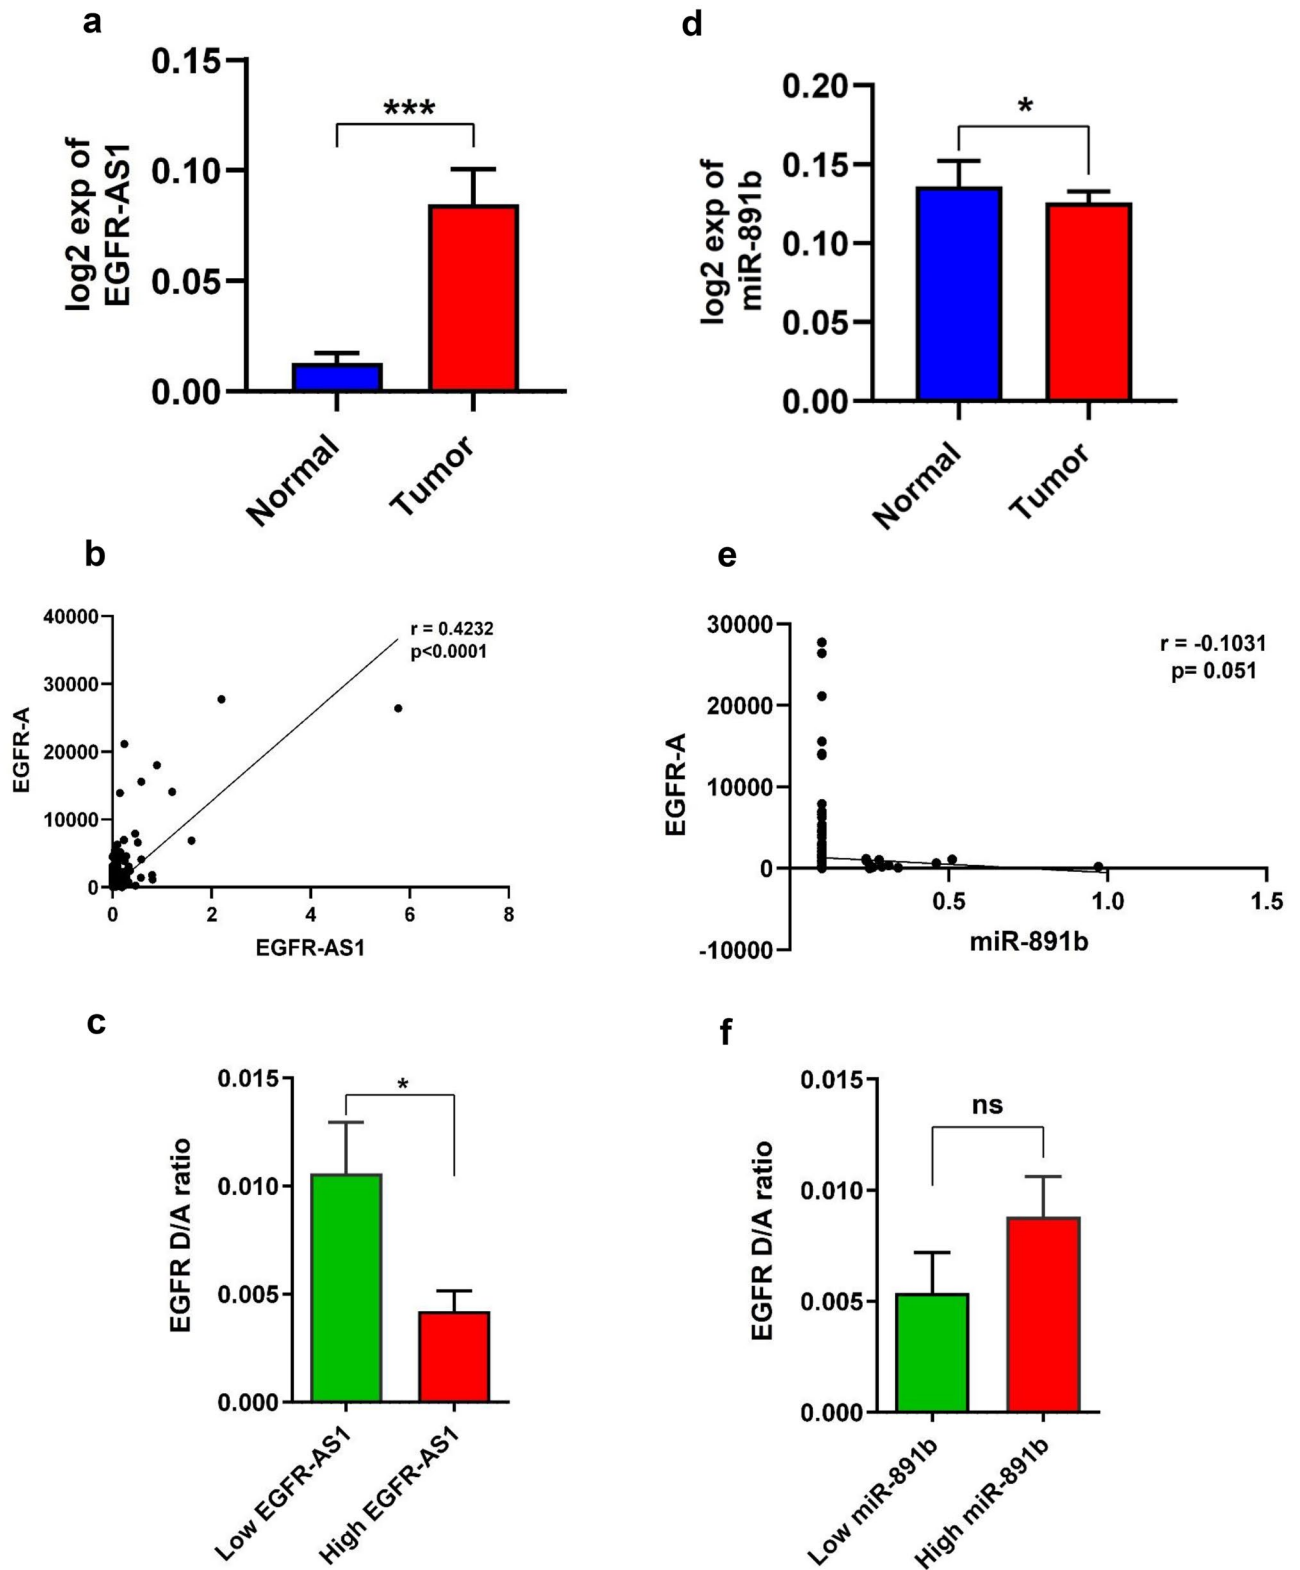 a
log2 exp of
EGFR-AS1
0.15
0.10
0.05
0.00
***
Normal
Tumor
d
log2 exp of
miR-891b
0.20
0.15
0.10
0.05
0.00
*
Normal
Tumor
b
EGFR-A
40000
30000
20000
10000
0
r = 0.4232
p<0.0001
0 2 4 6 8
EGFR-AS1
e
EGFR-A
30000
20000
10000
0
-10000
r = -0.1031
p= 0.051
0.5 1.0 1.5
miR-891b
c
EGFR D/A ratio
0.015
0.010
0.005
0.000
*
Low EGFR-AS1
High EGFR-AS1
f
EGFR D/A ratio
0.015
0.010
0.005
0.000
ns
Low miR-891b
High miR-891b